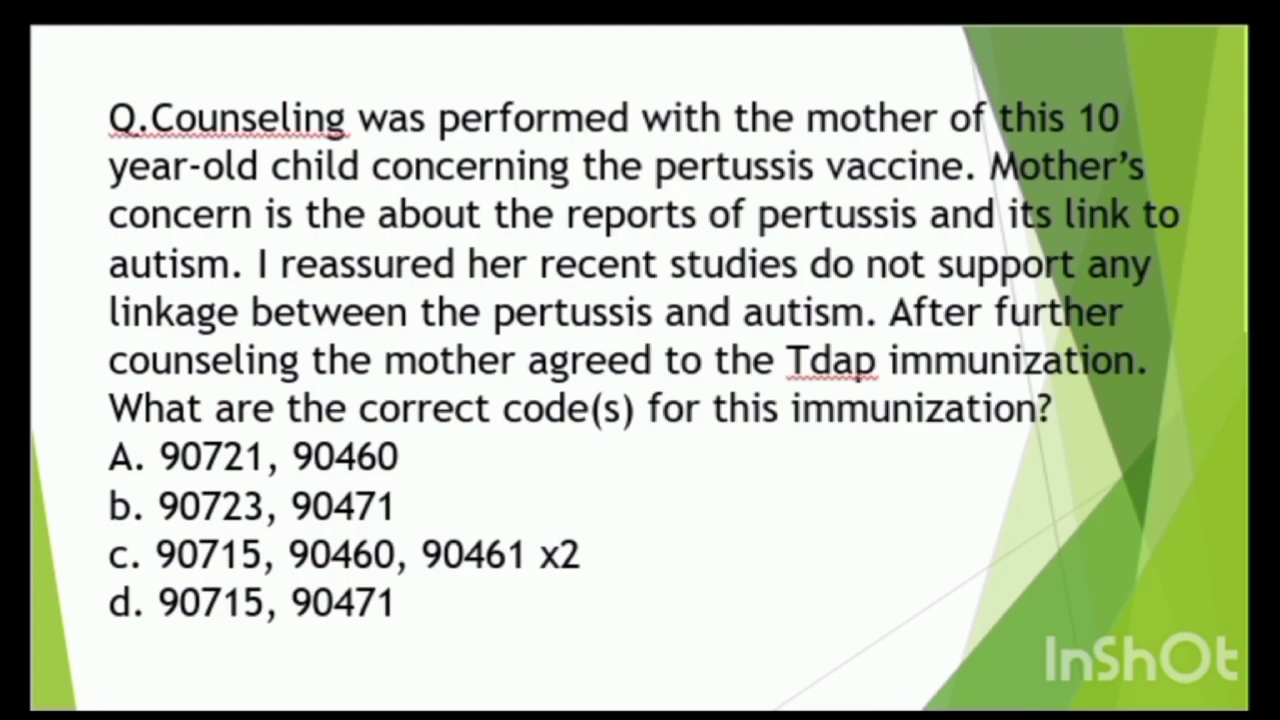 Q.Counseling was performed with the mother of this 10
year-old child concerning the pertussis vaccine. Mother’s
concern is the about the reports of pertussis and its link to
autism. I reassured her recent studies do not support any
linkage between the pertussis and autism. After further
counseling the mother agreed to the Tdap immunization.
What are the correct code(s) for this immunization?
A. 90721, 90460
b. 90723, 90471
c. 90715, 90460, 90461 x2
d. 90715, 90471
InShOt